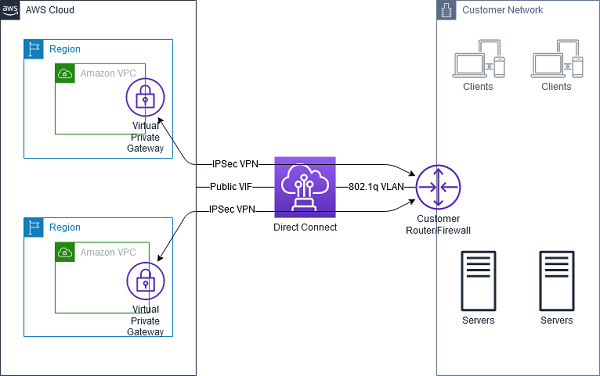 aws
AWS Cloud
Region
Amazon VPC
Virtual
Private
Gateway
Region
Amazon VPC
Virtual
Private
Gateway
IPSec VPN
Public VIF
802.1q VLAN
IPSec VPN
Direct Connect
Customer Network
Clients
Clients
Customer
Router/Firewall
Servers
Servers